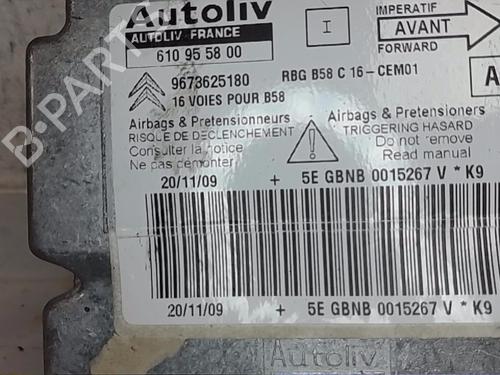 Autoliv
AUTOLIV FRANCE
610 95 58 00
I
IMPERATIF
AVANT
FORWARD
A
9673625180
RBG B58 C 16-CEM01
16 VOIES POUR B58
Airbags & Pretensionneurs
RISQUE DE DECLENCHEMENT
Consulter la notice
Ne pas démonter
Airbags & Pretensioners
TRIGGERING HASARD
Do not remove
Read manual
20/11/09 + 5E GBNB 0015267 V * K9
20/11/09 + 5E GBNB 0015267 V * K9
Autoliv
B-PARTS